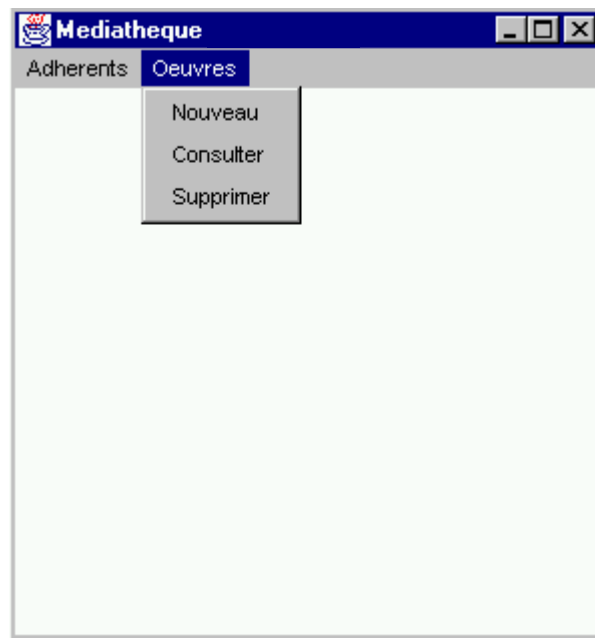 Mediatheque
Adherents Oeuvres
Nouveau
Consulter
Supprimer